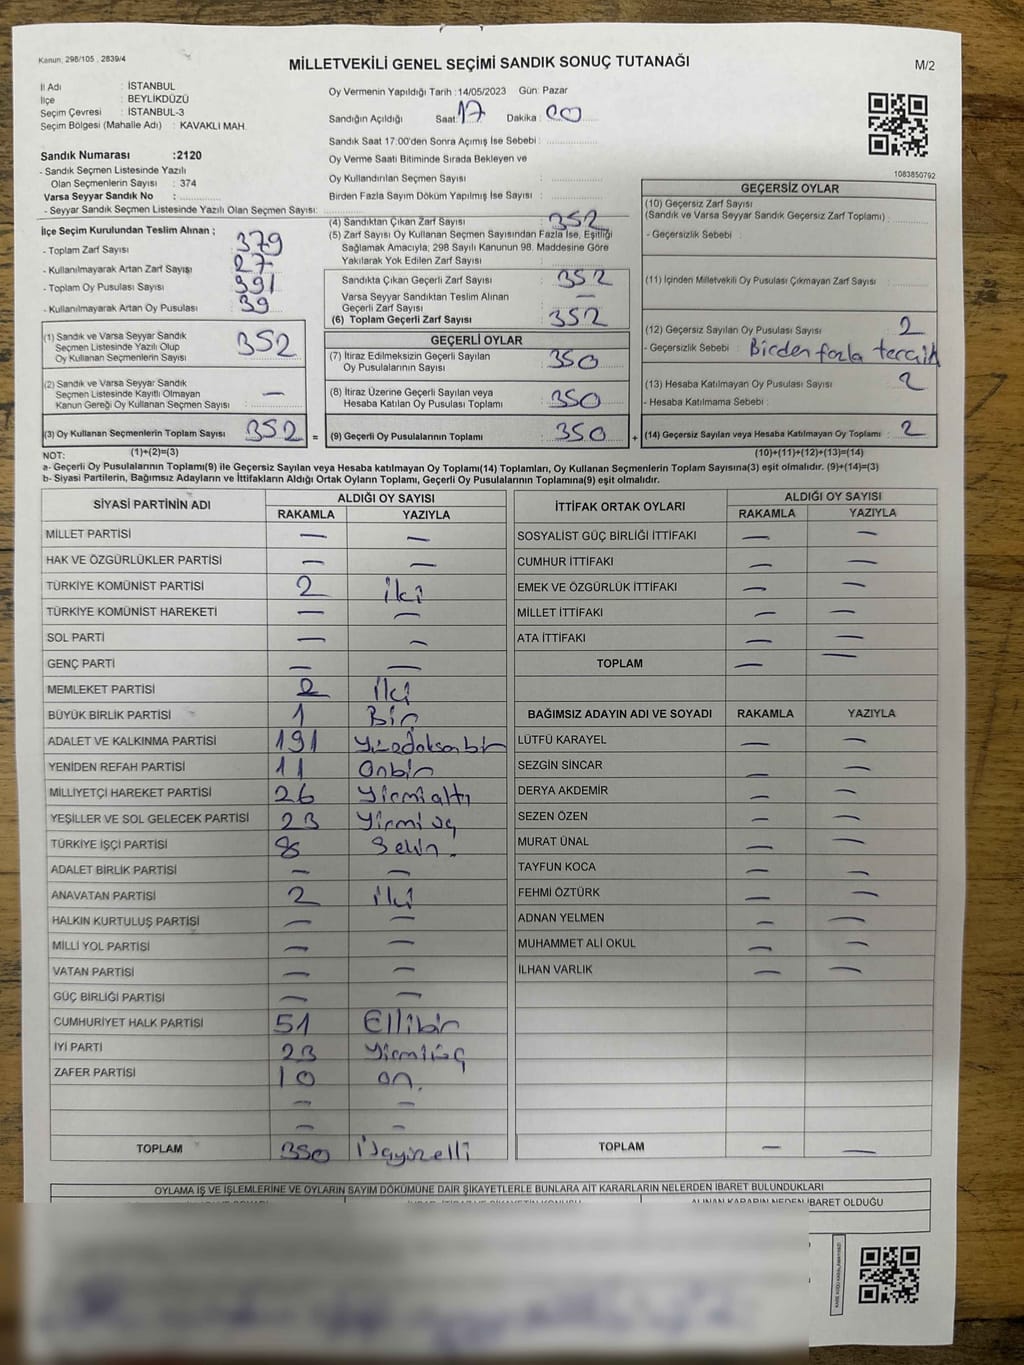 Kanun, 298/105 , 2839/4
MİLLETVEKİLİ GENEL SEÇİMİ SANDIK SONUÇ TUTANAĞI
M/2
İl Adı : İSTANBUL
İlçe : BEYLİKDÜZÜ
Seçim Çevresi : İSTANBUL-3
Seçim Bölgesi (Mahalle Adı) : KAVAKLI MAH.
Sandık Numarası :2120
- Sandık Seçmen Listesinde Yazılı
Olan Seçmenlerin Sayısı : 374
Varsa Seyyar Sandık No :
- Seyyar Sandık Seçmen Listesinde Yazılı Olan Seçmen Sayısı:
Oy Vermenin Yapıldığı Tarih : 14/05/2023 Gün: Pazar
Sandığın Açıldığı Saat: 17 Dakika : 00
Sandık Saat 17:00'den Sonra Açımış İse Sebebi :
Oy Verme Saati Bitiminde Sırada Bekleyen ve
Oy Kullandırılan Seçmen Sayısı :
Birden Fazla Sayım Döküm Yapılmış İse Sayısı :
1083850792
İlçe Seçim Kurulundan Teslim Alınan ;
- Toplam Zarf Sayısı 379
- Kullanılmayarak Artan Zarf Sayısı 27
- Toplam Oy Pusulası Sayısı 391
- Kullanılmayarak Artan Oy Pusulası : 39
(4) Sandıktan Çıkan Zarf Sayısı : 352
(5) Zarf Sayısı Oy Kullanan Seçmen Sayısından Fazla İse, Eşitliği
Sağlamak Amacıyla; 298 Sayılı Kanunun 98. Maddesine Göre
Yakılarak Yok Edilen Zarf Sayısı :
Sandıkta Çıkan Geçerli Zarf Sayısı : 352
Varsa Seyyar Sandıktan Teslim Alınan
Geçerli Zarf Sayısı : —
(6) Toplam Geçerli Zarf Sayısı : 352
GEÇERSİZ OYLAR
(10) Geçersiz Zarf Sayısı
(Sandık ve Varsa Seyyar Sandık Geçersiz Zarf Toplamı) :
- Geçersizlik Sebebi :
(11) İçinden Milletvekili Oy Pusulası Çıkmayan Zarf Sayısı :
(12) Geçersiz Sayılan Oy Pusulası Sayısı : 2
- Geçersizlik Sebebi : Birden fazla tercih
(13) Hesaba Katılmayan Oy Pusulası Sayısı : 2
- Hesaba Katılmama Sebebi :
(1) Sandık ve Varsa Seyyar Sandık
Seçmen Listesinde Yazılı Olup
Oy Kullanan Seçmenlerin Sayısı : 352
(2) Sandık ve Varsa Seyyar Sandık
Seçmen Listesinde Kayıtlı Olmayan
Kanun Gereği Oy Kullanan Seçmen Sayısı : —
GEÇERLİ OYLAR
(7) İtiraz Edilmeksizin Geçerli Sayılan
Oy Pusulalarının Sayısı : 350
(8) İtiraz Üzerine Geçerli Sayılan veya
Hesaba Katılan Oy Pusulası Toplamı : 350
(3) Oy Kullanan Seçmenlerin Toplam Sayısı : 352 = (9) Geçerli Oy Pusulalarının Toplamı : 350 + (14) Geçersiz Sayılan veya Hesaba Katılmayan Oy Toplamı : 2
NOT: (1)+(2)=(3) (10)+(11)+(12)+(13)=(14)
a- Geçerli Oy Pusulalarının Toplamı(9) ile Geçersiz Sayılan veya Hesaba katılmayan Oy Toplamı(14) Toplamları, Oy Kullanan Seçmenlerin Toplam Sayısına(3) eşit olmalıdır. (9)+(14)=(3)
b- Siyasi Partilerin, Bağımsız Adayların ve İttifakların Aldığı Ortak Oyların Toplamı, Geçerli Oy Pusulalarının Toplamına(9) eşit olmalıdır.
SİYASİ PARTİNİN ADI ALDIĞI OY SAYISI
RAKAMLA YAZIYLA
MİLLET PARTİSİ — —
HAK VE ÖZGÜRLÜKLER PARTİSİ — —
TÜRKİYE KOMÜNİST PARTİSİ 2 İki
TÜRKİYE KOMÜNİST HAREKETİ — —
SOL PARTİ — —
GENÇ PARTİ — —
MEMLEKET PARTİSİ 2 İki
BÜYÜK BİRLİK PARTİSİ 1 Bir
ADALET VE KALKINMA PARTİSİ 191 Yüzdoksanbir
YENİDEN REFAH PARTİSİ 11 Onbir
MİLLİYETÇİ HAREKET PARTİSİ 26 Yirmialtı
YEŞİLLER VE SOL GELECEK PARTİSİ 23 Yirmi üç
TÜRKİYE İŞÇİ PARTİSİ 8 Sekiz.
ADALET BİRLİK PARTİSİ — —
ANAVATAN PARTİSİ 2 İki
HALKIN KURTULUŞ PARTİSİ — —
MİLLİ YOL PARTİSİ — —
VATAN PARTİSİ — —
GÜÇ BİRLİĞİ PARTİSİ — —
CUMHURİYET HALK PARTİSİ 51 Ellibir
İYİ PARTİ 23 Yirmiüç
ZAFER PARTİSİ 10 on.
— —
— —
TOPLAM 350 Üçyüzelli
İTTİFAK ORTAK OYLARI ALDIĞI OY SAYISI
RAKAMLA YAZIYLA
SOSYALİST GÜÇ BİRLİĞİ İTTİFAKI — —
CUMHUR İTTİFAKI — —
EMEK VE ÖZGÜRLÜK İTTİFAKI — —
MİLLET İTTİFAKI — —
ATA İTTİFAKI — —
TOPLAM — —
BAĞIMSIZ ADAYIN ADI VE SOYADI RAKAMLA YAZIYLA
LÜTFÜ KARAYEL — —
SEZGİN SİNCAR — —
DERYA AKDEMİR — —
SEZEN ÖZEN — —
MURAT ÜNAL — —
TAYFUN KOCA — —
FEHMİ ÖZTÜRK — —
ADNAN YELMEN — —
MUHAMMET ALİ OKUL — —
İLHAN VARLIK — —
TOPLAM — —
OYLAMA İŞ VE İŞLEMLERİNE VE OYLARIN SAYIM DÖKÜMÜNE DAİR ŞİKAYETLERLE BUNLARA AİT KARARLARIN NELERDEN İBARET BULUNDUKLARI
ALINAN KARARIN NEDEN İBARET OLDUĞU